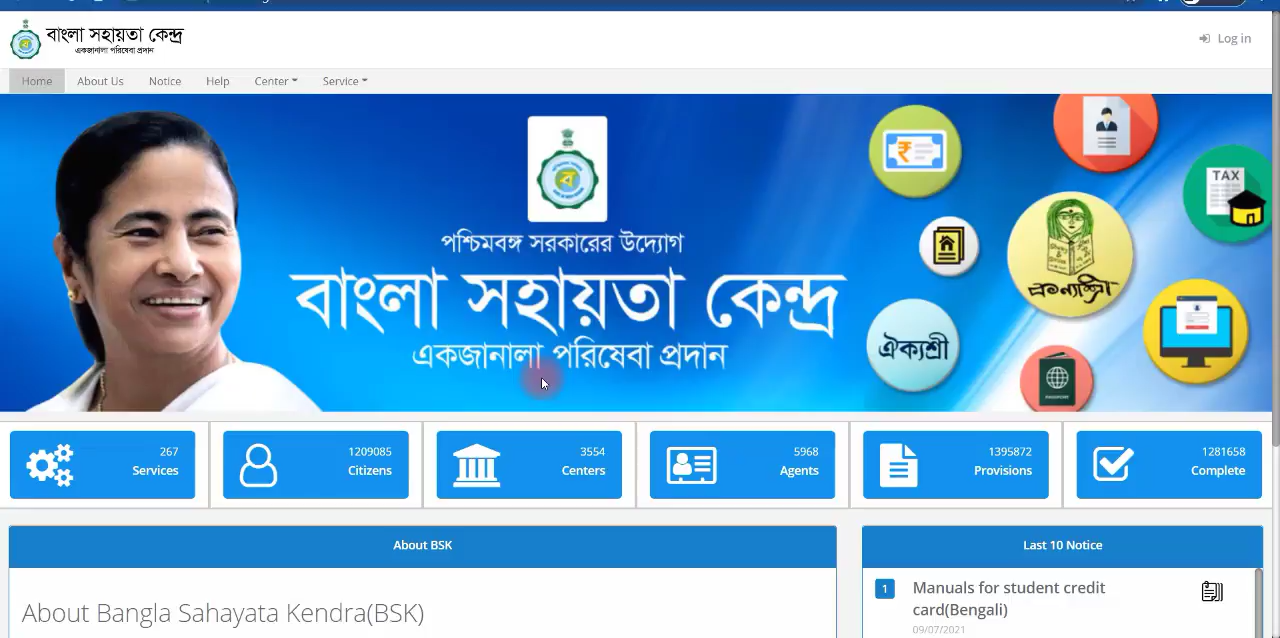 বাংলা সহায়তা কেন্দ্র
একজানালা পরিষেবা প্রদান
Log in
Home About Us Notice Help Center Service
পশ্চিমবঙ্গ সরকারের উদ্যোগ
বাংলা সহায়তা কেন্দ্র
একজানালা পরিষেবা প্রদান
TAX
কন্যাশ্রী
ঐক্যশ্রী
PASSPORT
267
Services
1209085
Citizens
3554
Centers
5968
Agents
1395872
Provisions
1281658
Complete
About BSK
About Bangla Sahayata Kendra(BSK)
Last 10 Notice
1 Manuals for student credit
card(Bengali)
09/07/2021